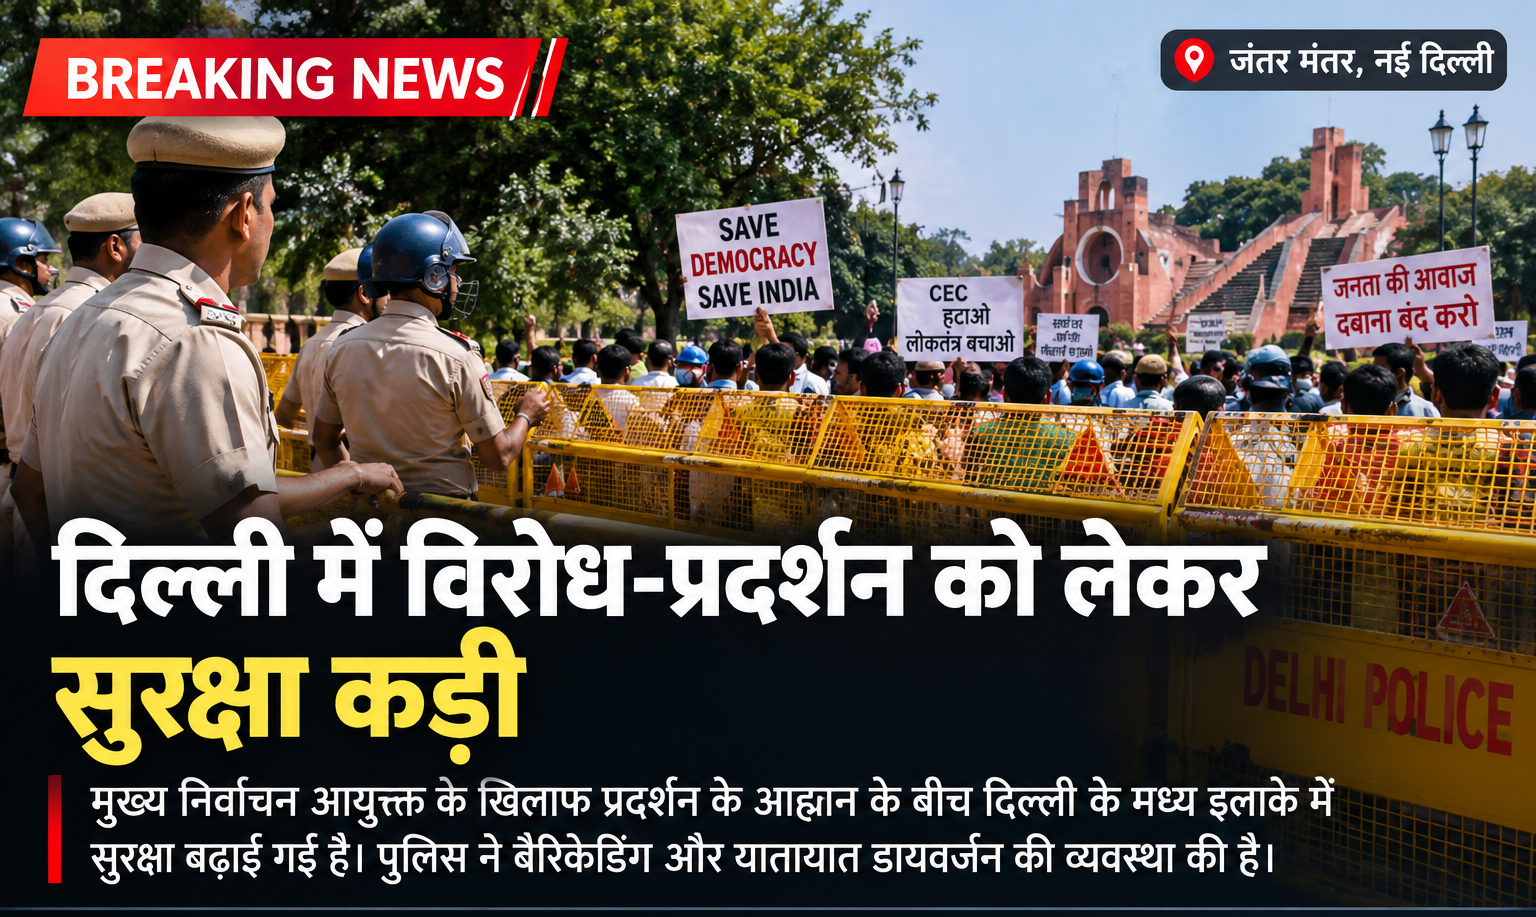 BREAKING NEWS
जंतर मंतर, नई दिल्ली
SAVE
DEMOCRACY
SAVE INDIA
CEC
हटाओ
लोकतंत्र बचाओ
जनता की आवाज
दबाना बंद करो
दिल्ली में विरोध-प्रदर्शन को लेकर
सुरक्षा कड़ी
DELHI POLICE
मुख्य निर्वाचन आयुक्त के खिलाफ प्रदर्शन के आह्वान के बीच दिल्ली के मध्य इलाके में
सुरक्षा बढ़ाई गई है। पुलिस ने बैरिकेडिंग और यातायात डायवर्जन की व्यवस्था की है।